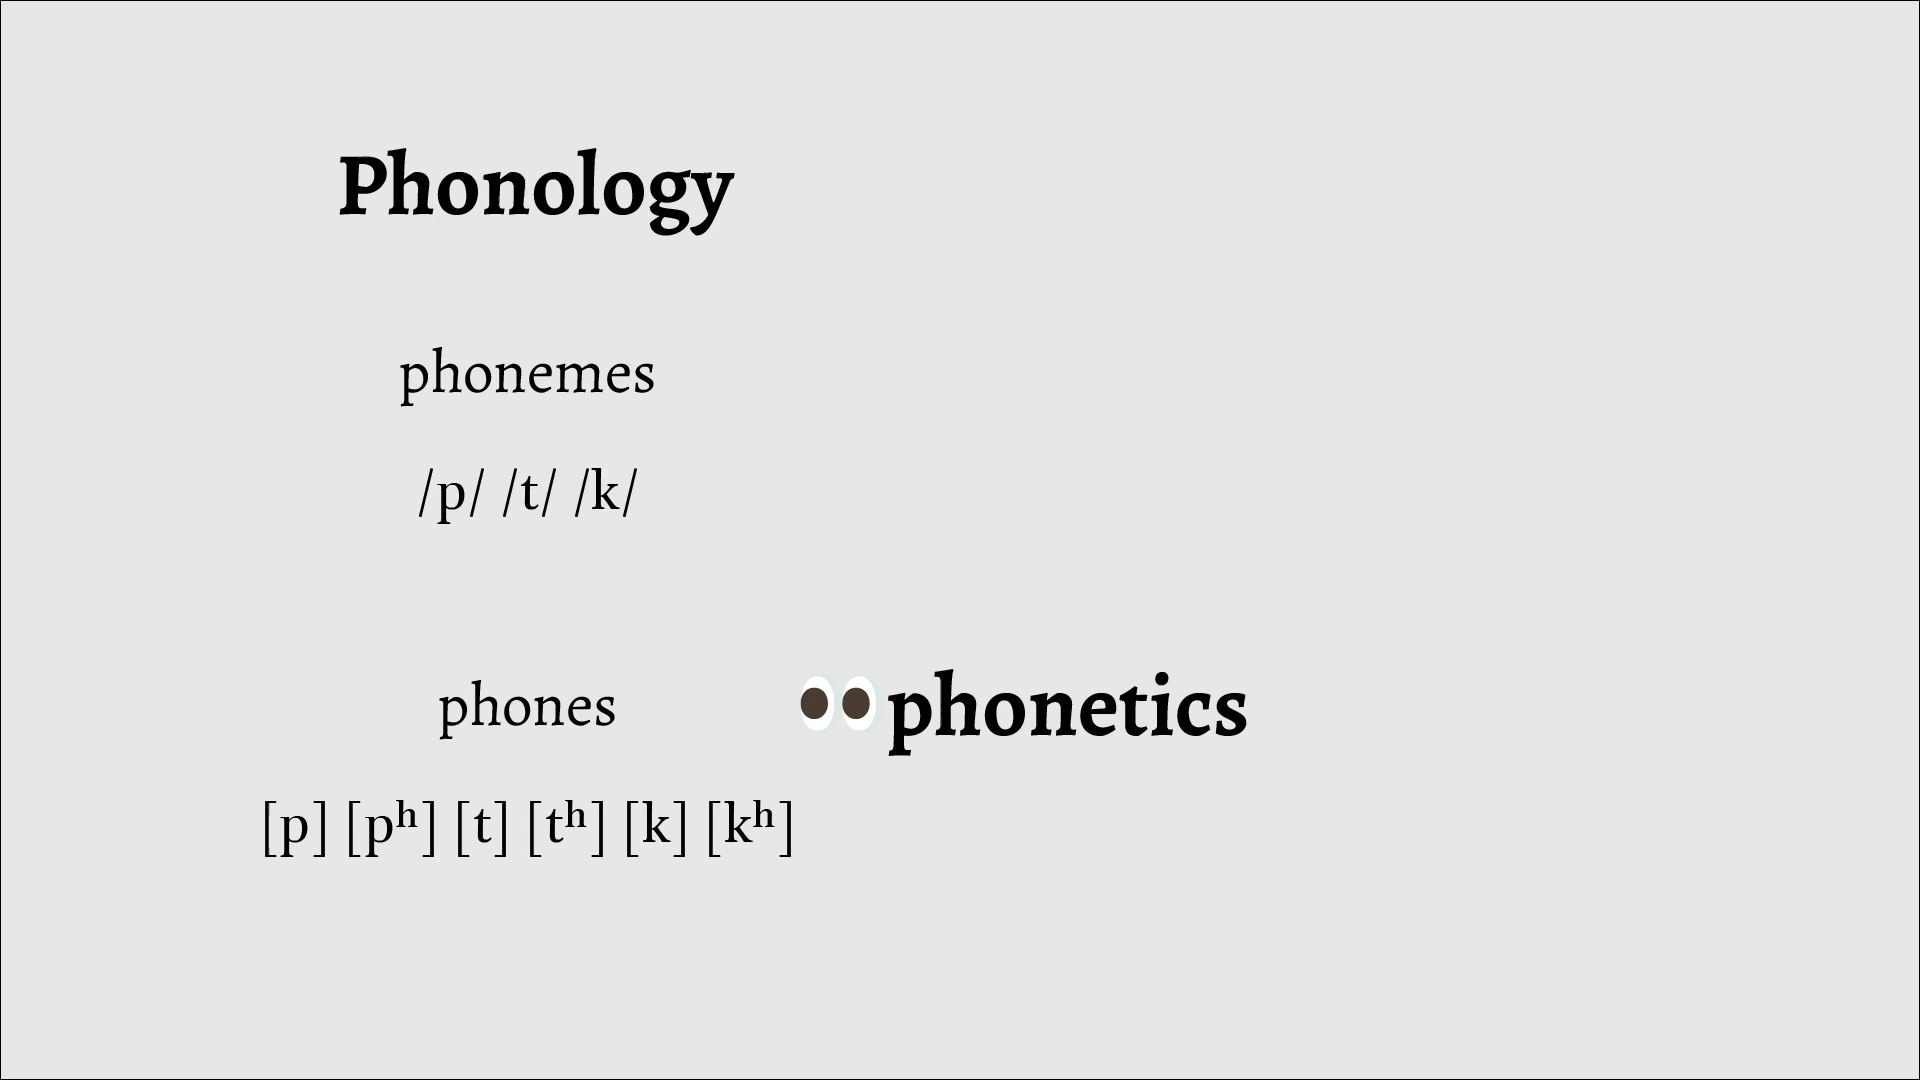 Phonology
phonemes
/p/ /t/ /k/
phones
👀phonetics
[p] [pʰ] [t] [tʰ] [k] [kʰ]